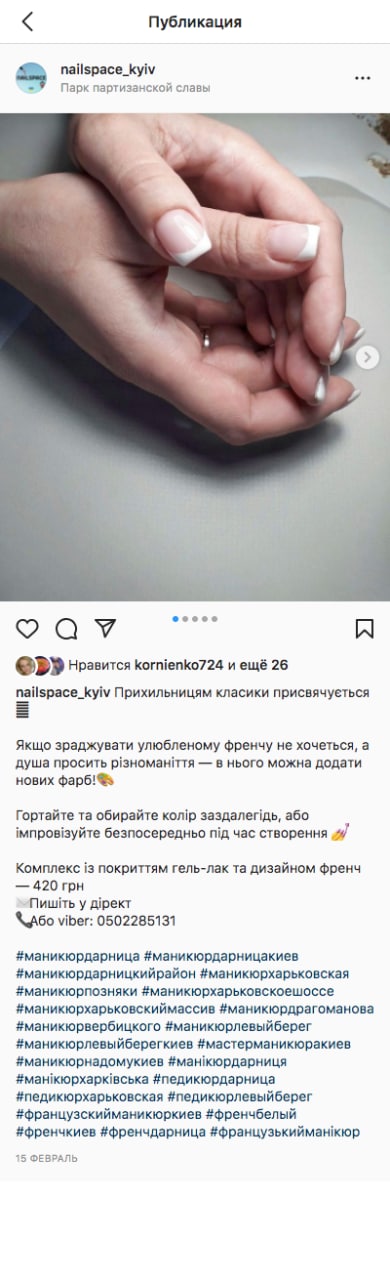 Публикация
nailspace_kyiv
Парк партизанской славы
NAILSPACE
Нравится kornienko724 и ещё 26
nailspace_kyiv Прихильницям класики присвячується
Якщо зраджувати улюбленому френчу не хочеться, а
душа просить різноманіття — в нього можна додати
нових фарб!🎨
Гортайте та обирайте колір заздалегідь, або
імпровізуйте безпосередньо під час створення 💅
Комплекс із покриттям гель-лак та дизайном френч
— 420 грн
✉️Пишіть у дірект
📞Або viber: 0502285131
#маникюрдарница #маникюрдарницакиев
#маникюрдарницкийрайон #маникюрхарьковская
#маникюрпозняки #маникюрхарьковскоешоссе
#маникюрхарьковскиймассив #маникюрдрагоманова
#маникюрвербицкого #маникюрлевыйберег
#маникюрлевыйберегкиев #мастерманикюракиев
#маникюрнадомукиев #манікюрдарниця
#манікюрхарківська #педикюрдарница
#педикюрхарьковская #педикюрлевыйберег
#французскийманикюркиев #френчбелый
#френчкиев #френчдарница #французькийманікюр
15 ФЕВРАЛЬ